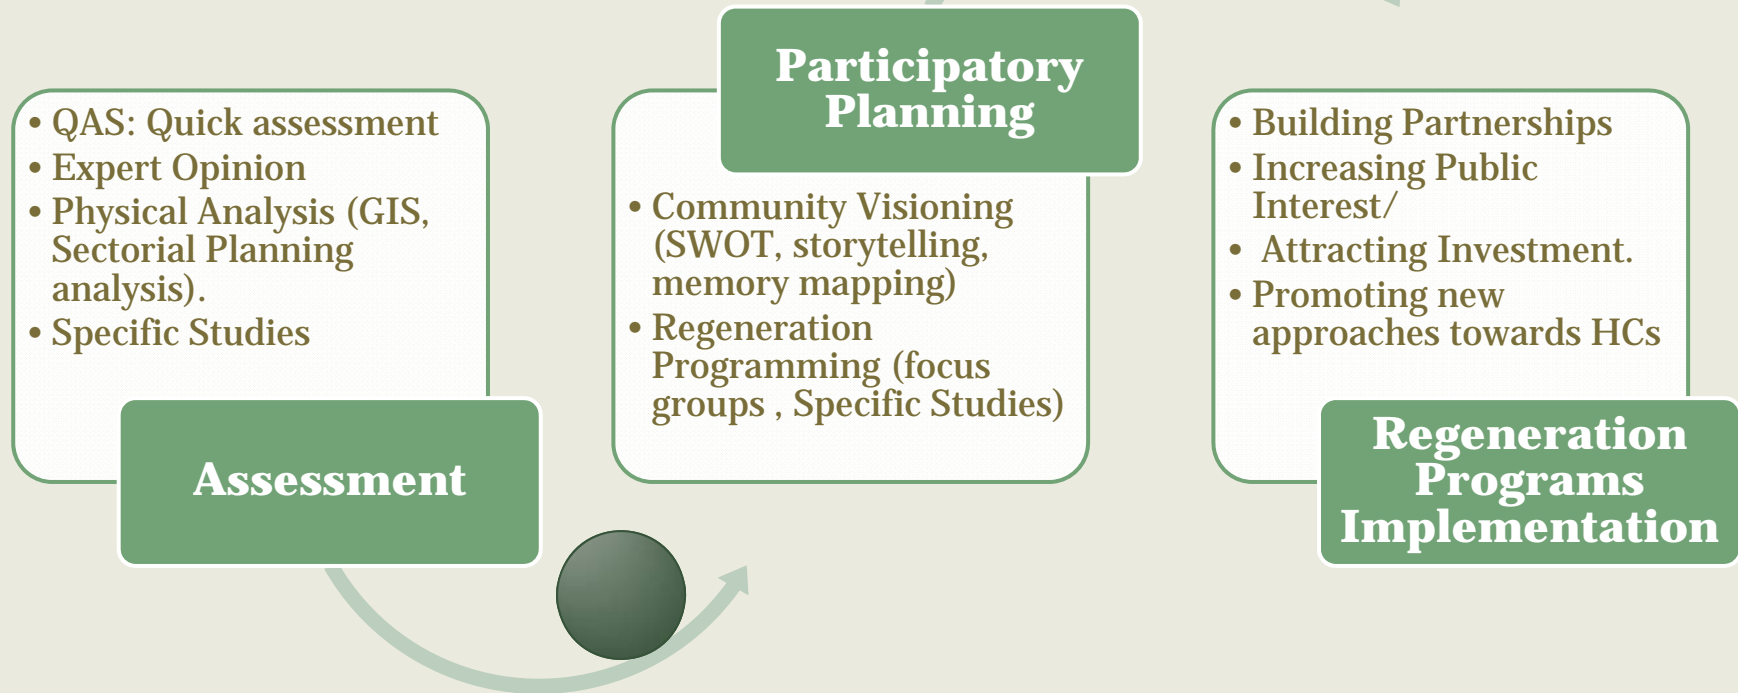 • QAS: Quick assessment
• Expert Opinion
• Physical Analysis (GIS,
Sectorial Planning
analysis).
• Specific Studies
Assessment
Participatory
Planning
• Community Visioning
(SWOT, storytelling,
memory mapping)
• Regeneration
Programming (focus
groups , Specific Studies)
• Building Partnerships
• Increasing Public
Interest/
• Attracting Investment.
• Promoting new
approaches towards HCs
Regeneration
Programs
Implementation